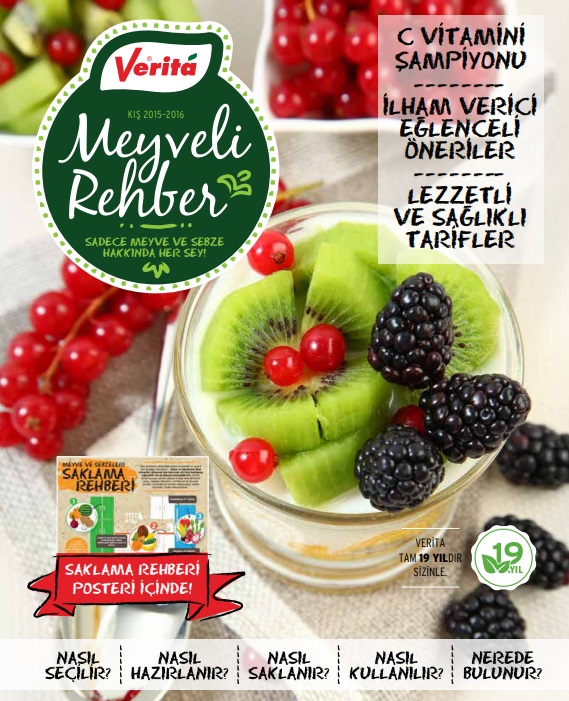 Veritá
KIŞ 2015-2016
Meyveli
Rehber
SADECE MEYVE VE SEBZE
HAKKINDA HER ŞEY!
C VİTAMİNİ
ŞAMPİYONU
İLHAM VERİCİ
EĞLENCELİ
ÖNERİLER
LEZZETLİ
VE SAĞLIKLI
TARİFLER
MEYVE VE SEBZELERİ
SAKLAMA
REHBERİ
SAKLAMA REHBERİ
POSTERİ İÇİNDE!
VERİTA
TAM 19 YILDIR
SİZİNLE.
19
.YIL
NASIL
SEÇİLİR?
NASIL
HAZIRLANIR?
NASIL
SAKLANIR?
NASIL
KULLANILIR?
NEREDE
BULUNUR?